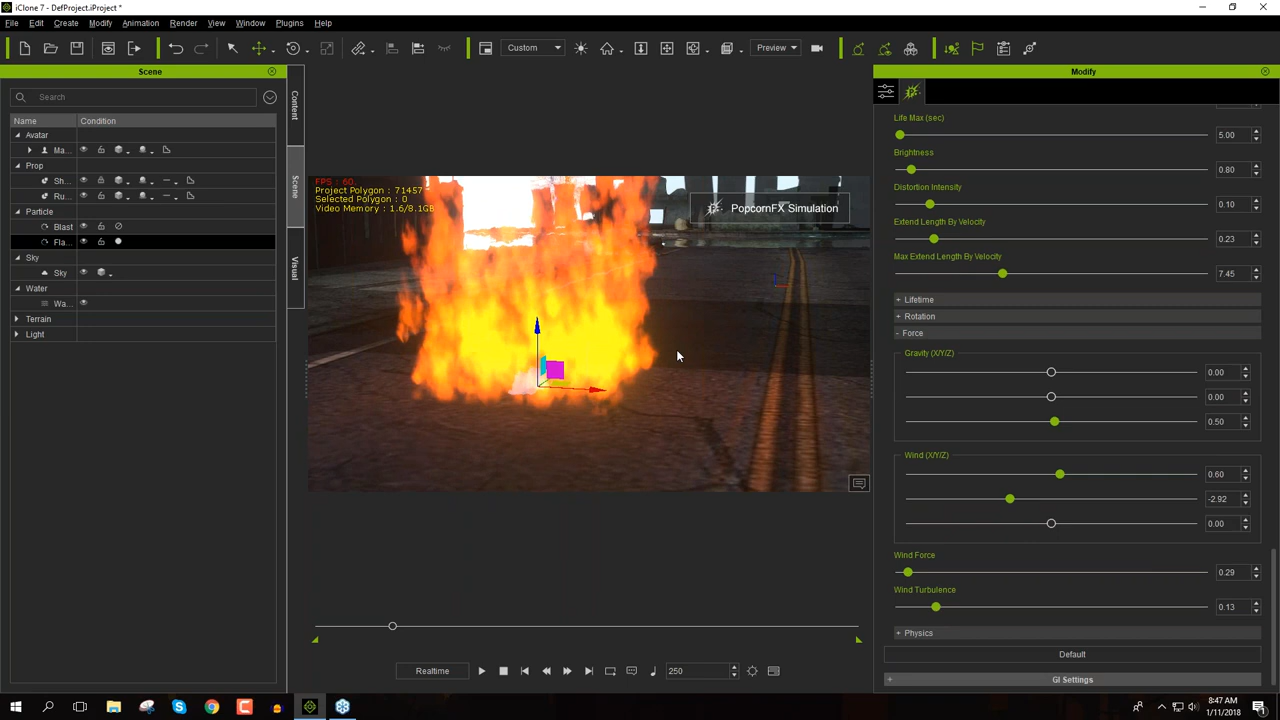 iClone 7 - DefProject.iProject *
File Edit Create Modify Animation Render Window Plugins Help
Custom Preview
Scene
Search
Name Condition
Avatar
Ma...
Prop
Sh...
Ru...
Particle
Blast
Fla...
Sky
Sky
Water
Wa...
Terrain
Light
Content
Scene
Visual
FPS : 60
Project Polygon : 71457
Selected Polygon : 0
Video Memory : 1.6/8.1GB
PopcornFX Simulation
Realtime
250
Modify
Life Max (sec)
5.00
Brightness
0.80
Distortion Intensity
0.10
Extend Length By Velocity
0.23
Max Extend Length By Velocity
7.45
+ Lifetime
+ Rotation
- Force
Gravity (X/Y/Z)
0.00
0.00
0.50
Wind (X/Y/Z)
0.60
-2.92
0.00
Wind Force
0.29
Wind Turbulence
0.13
+ Physics
Default
+ GI Settings
8:47 AM
1/11/2018